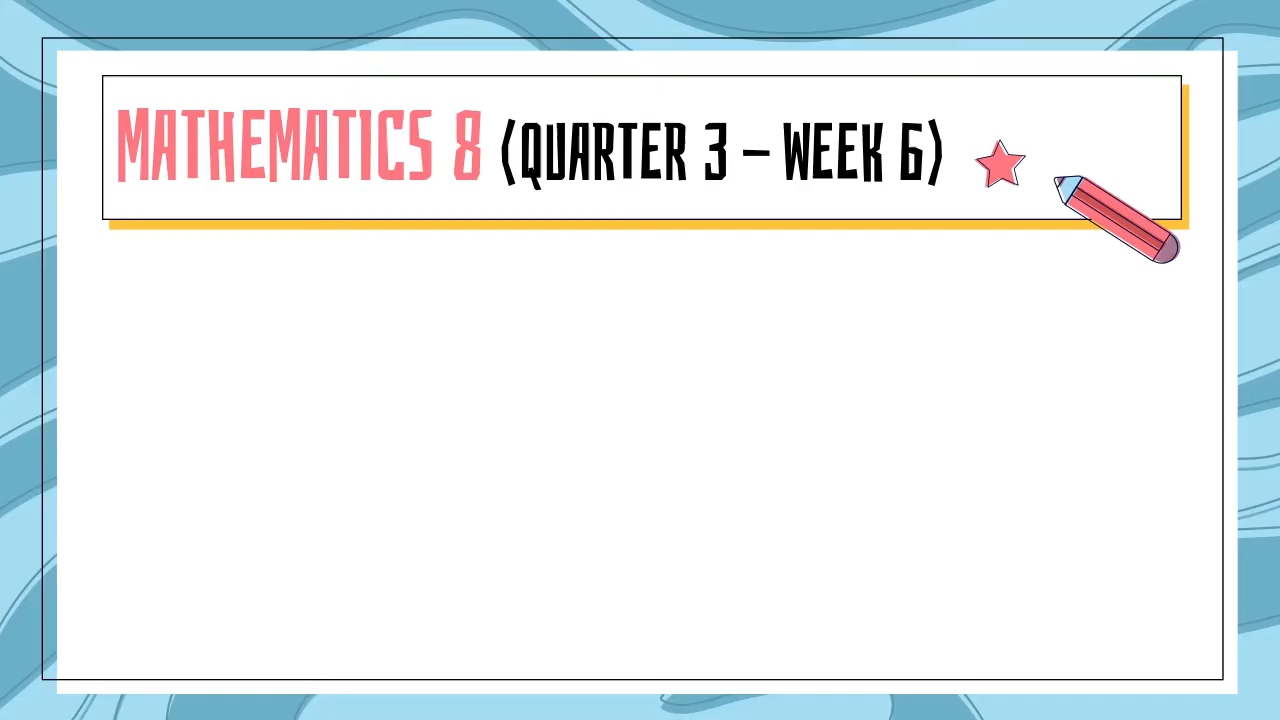 MATHEMATICS 8 (QUARTER 3 – WEEK 6)